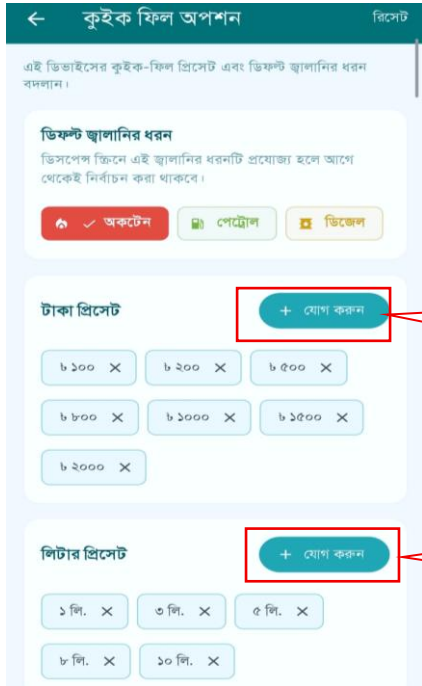 ← কুইক ফিল অপশন রিসেট
এই ডিভাইসের কুইক-ফিল প্রিসেট এবং ডিফল্ট জ্বালানির ধরন
বদলান।
ডিফল্ট জ্বালানির ধরন
ডিসপেন্স স্ক্রিনে এই জ্বালানির ধরনটি প্রযোজ্য হলে আগে
থেকেই নির্বাচন করা থাকবে।
✓ অকটেন পেট্রোল ডিজেল
টাকা প্রিসেট + যোগ করুন
৳ ১০০ × ৳ ২০০ × ৳ ৫০০ ×
৳ ৮০০ × ৳ ১০০০ × ৳ ১৫০০ ×
৳ ২০০০ ×
লিটার প্রিসেট + যোগ করুন
১ লি. × ৩ লি. × ৫ লি. ×
৮ লি. × ১০ লি. ×